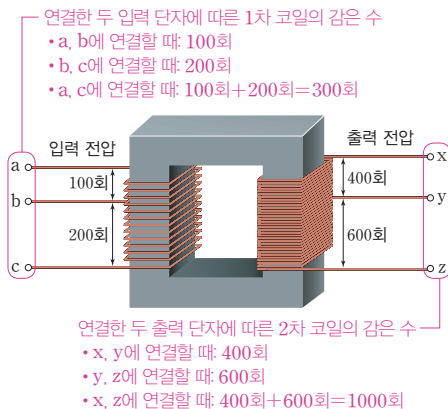 연결한 두 입력 단자에 따른 1차 코일의 감은 수
• a, b에 연결할 때: 100회
• b, c에 연결할 때: 200회
• a, c에 연결할 때: 100회+200회=300회
입력 전압
출력 전압
a
100회
b
200회
c
x
400회
y
600회
z
연결한 두 출력 단자에 따른 2차 코일의 감은 수
• x, y에 연결할 때: 400회
• y, z에 연결할 때: 600회
• x, z에 연결할 때: 400회+600회=1000회